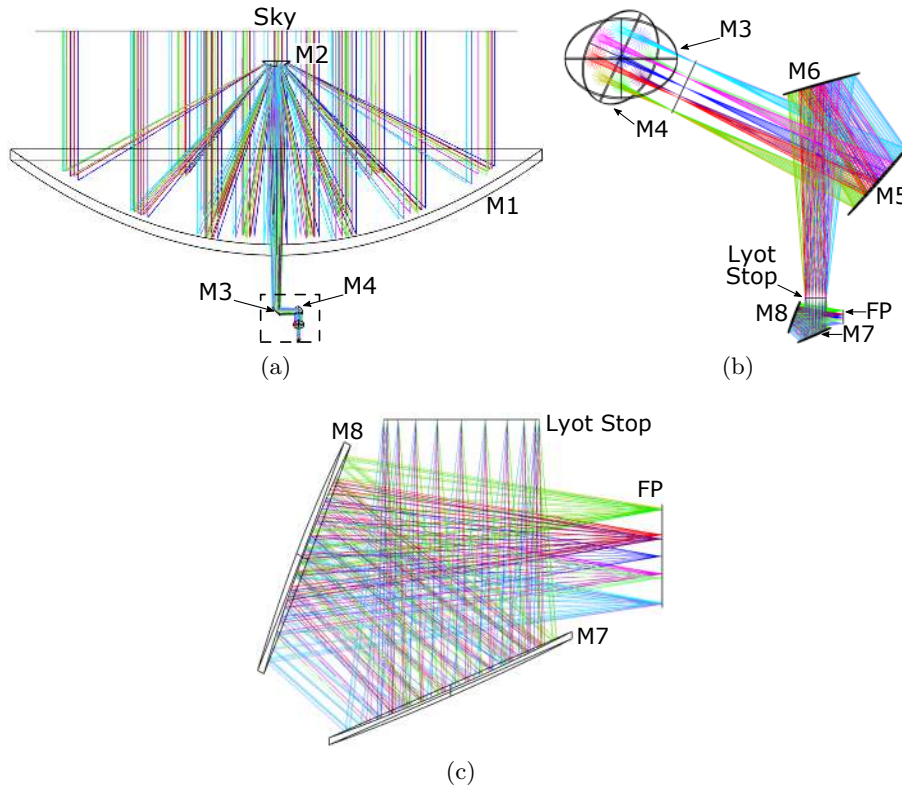 Sky
M2
M1
M3
M4
(a)
M3
M6
M4
M5
Lyot
Stop
M8
FP
M7
(b)
Lyot Stop
M8
FP
M7
(c)